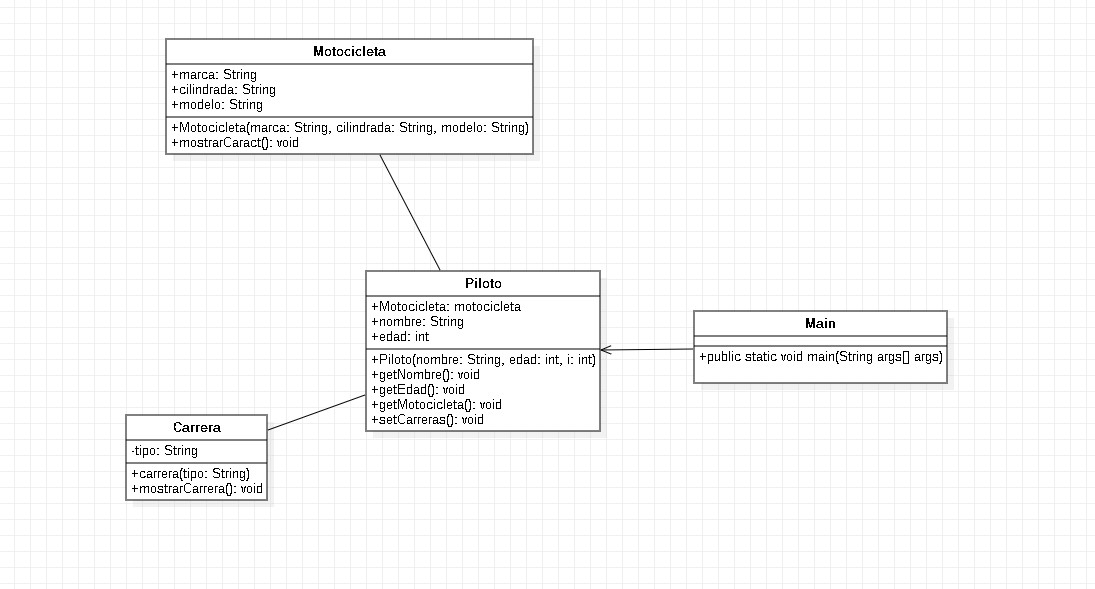 Motocicleta
+marca: String
+cilindrada: String
+modelo: String
+Motocicleta(marca: String, cilindrada: String, modelo: String)
+mostrarCaract(): void
Piloto
+Motocicleta: motocicleta
+nombre: String
+edad: int
+Piloto(nombre: String, edad: int, i: int)
+getNombre(): void
+getEdad(): void
+getMotocicleta(): void
+setCarreras(): void
Main
+public static void main(String args[] args)
Carrera
-tipo: String
+carrera(tipo: String)
+mostrarCarrera(): void